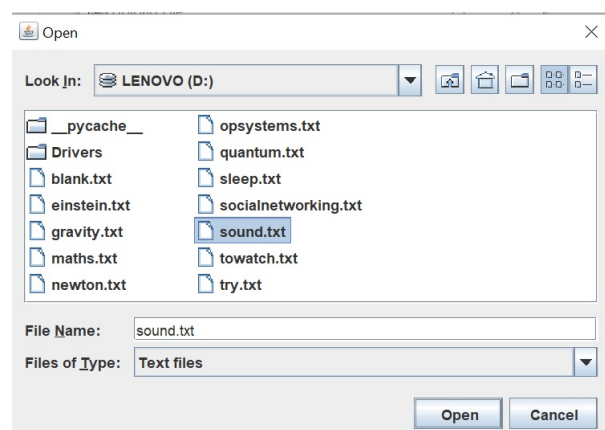 Open
Look In: LENOVO (D:)
__pycache__
Drivers
blank.txt
einstein.txt
gravity.txt
maths.txt
newton.txt
opsystems.txt
quantum.txt
sleep.txt
socialnetworking.txt
sound.txt
towatch.txt
try.txt
File Name: sound.txt
Files of Type: Text files
Open Cancel